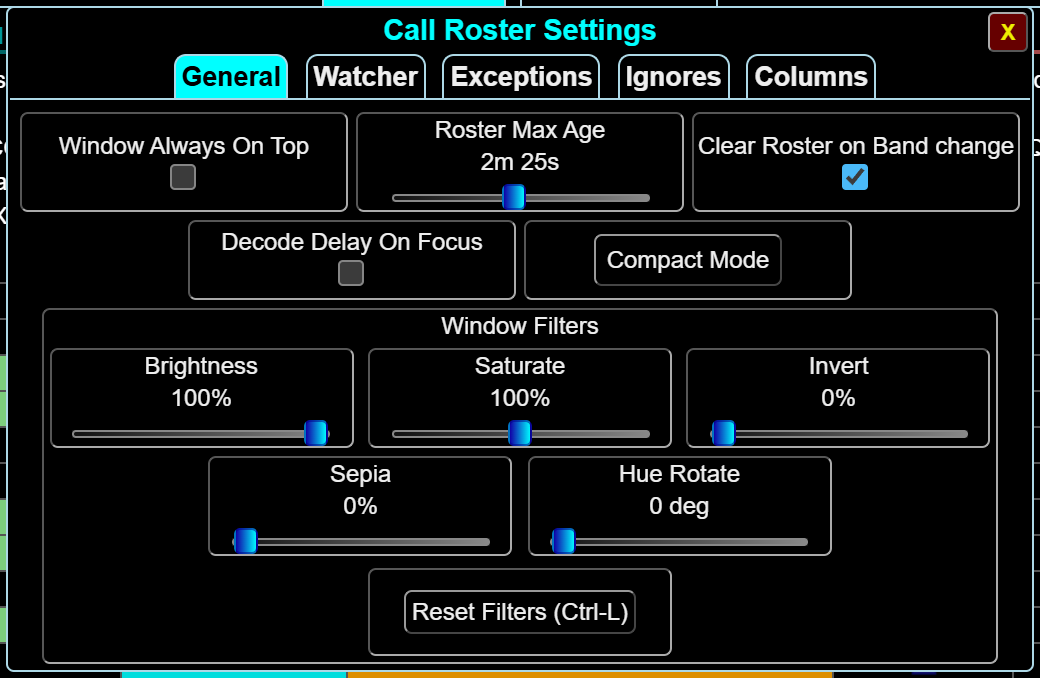 Call Roster Settings
X
General Watcher Exceptions Ignores Columns
Window Always On Top
Roster Max Age
2m 25s
Clear Roster on Band change
Decode Delay On Focus
Compact Mode
Window Filters
Brightness
100%
Saturate
100%
Invert
0%
Sepia
0%
Hue Rotate
0 deg
Reset Filters (Ctrl-L)